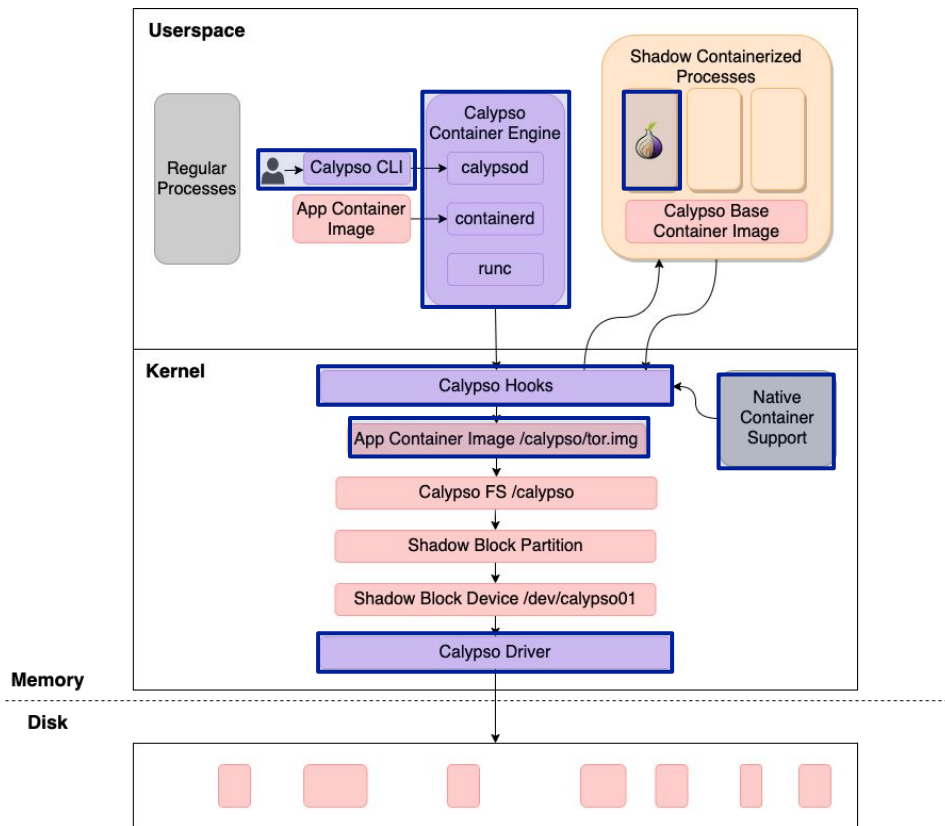 Userspace
Shadow Containerized
Processes
Calypso
Container Engine
Regular
Processes
Calypso CLI
calypsod
App Container
Image
containerd
Calypso Base
Container Image
runc
Kernel
Calypso Hooks
Native
Container
Support
App Container Image /calypso/tor.img
Calypso FS /calypso
Shadow Block Partition
Shadow Block Device /dev/calypso01
Calypso Driver
Memory
Disk